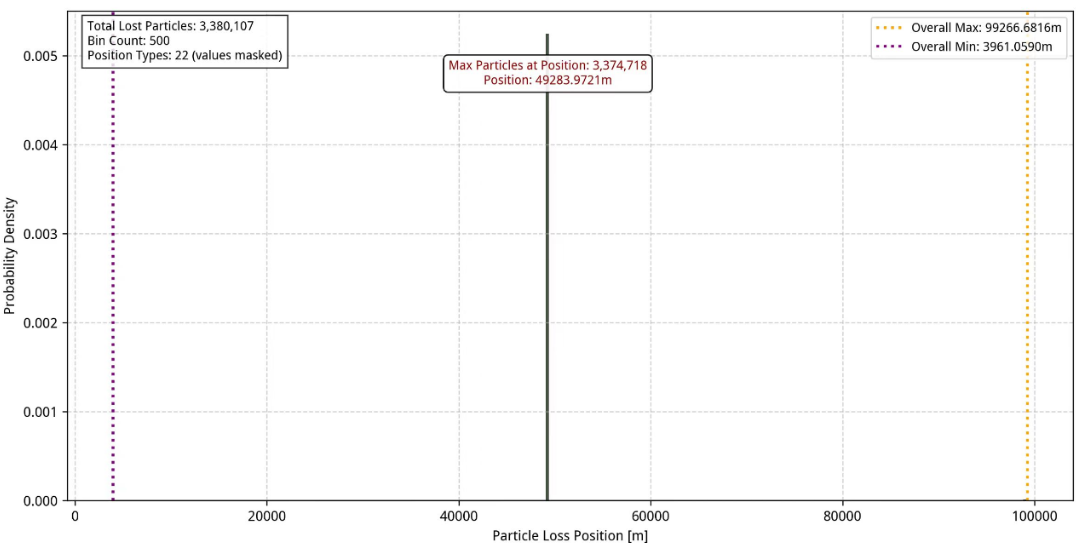 Total Lost Particles: 3,380,107
Bin Count: 500
Position Types: 22 (values masked)
Overall Max: 99266.6816m
Overall Min: 3961.0590m
Max Particles at Position: 3,374,718
Position: 49283.9721m
Probability Density
0.005
0.004
0.003
0.002
0.001
0.000
0 20000 40000 60000 80000 100000
Particle Loss Position [m]